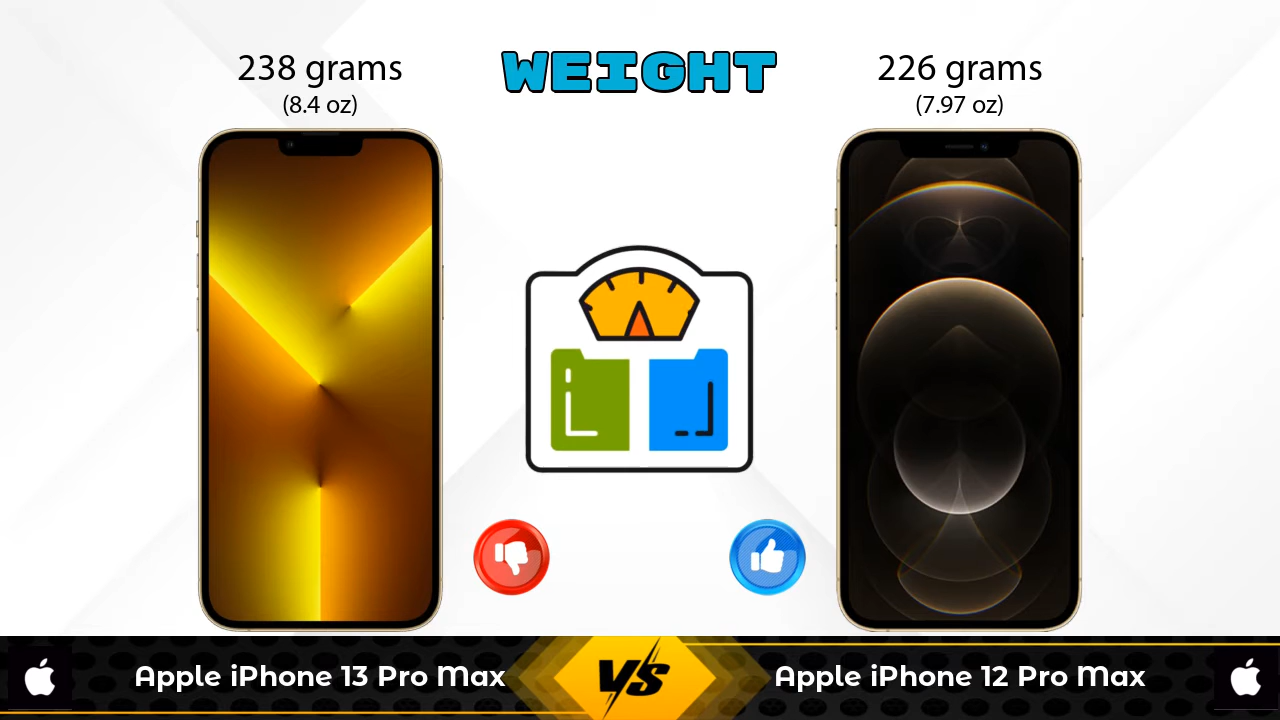 238 grams
(8.4 oz)
WEIGHT
226 grams
(7.97 oz)
Apple iPhone 13 Pro Max
VS
Apple iPhone 12 Pro Max